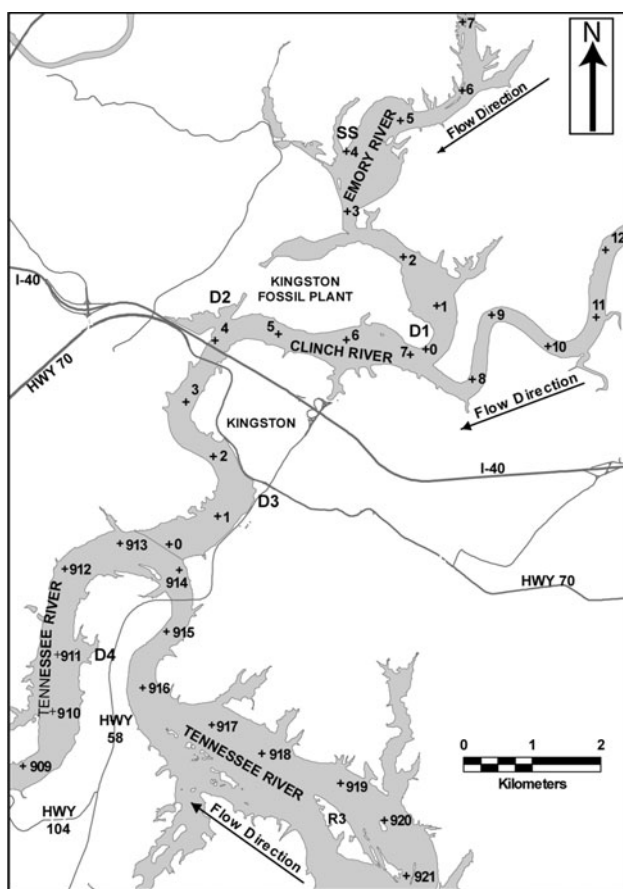 7
N
6
Flow Direction
5
SS
4
EMORY RIVER
3
12
2
I-40
KINGSTON
FOSSIL PLANT
D2
1
11
9
5
4
6
D1
7
0
10
CLINCH RIVER
8
HWY 70
3
Flow Direction
KINGSTON
2
I-40
D3
1
913
0
912
914
HWY 70
TENNESSEE RIVER
915
911
D4
916
910
HWY
58
917
918
TENNESSEE RIVER
909
919
0 1 2
Kilometers
HWY
104
Flow Direction
R3
920
921